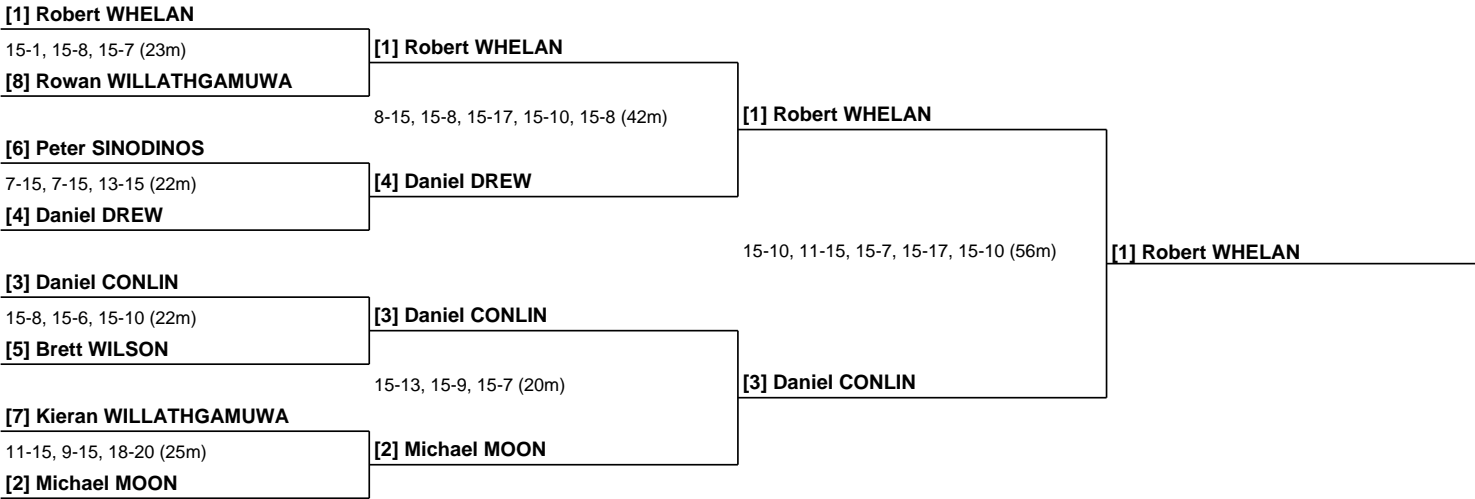 [1] Robert WHELAN
15-1, 15-8, 15-7 (23m)
[8] Rowan WILLATHGAMUWA
[6] Peter SINODINOS
7-15, 7-15, 13-15 (22m)
[4] Daniel DREW
[3] Daniel CONLIN
15-8, 15-6, 15-10 (22m)
[5] Brett WILSON
[7] Kieran WILLATHGAMUWA
11-15, 9-15, 18-20 (25m)
[2] Michael MOON
[1] Robert WHELAN
8-15, 15-8, 15-17, 15-10, 15-8 (42m)
[4] Daniel DREW
[3] Daniel CONLIN
15-13, 15-9, 15-7 (20m)
[2] Michael MOON
[1] Robert WHELAN
15-10, 11-15, 15-7, 15-17, 15-10 (56m)
[3] Daniel CONLIN
[1] Robert WHELAN